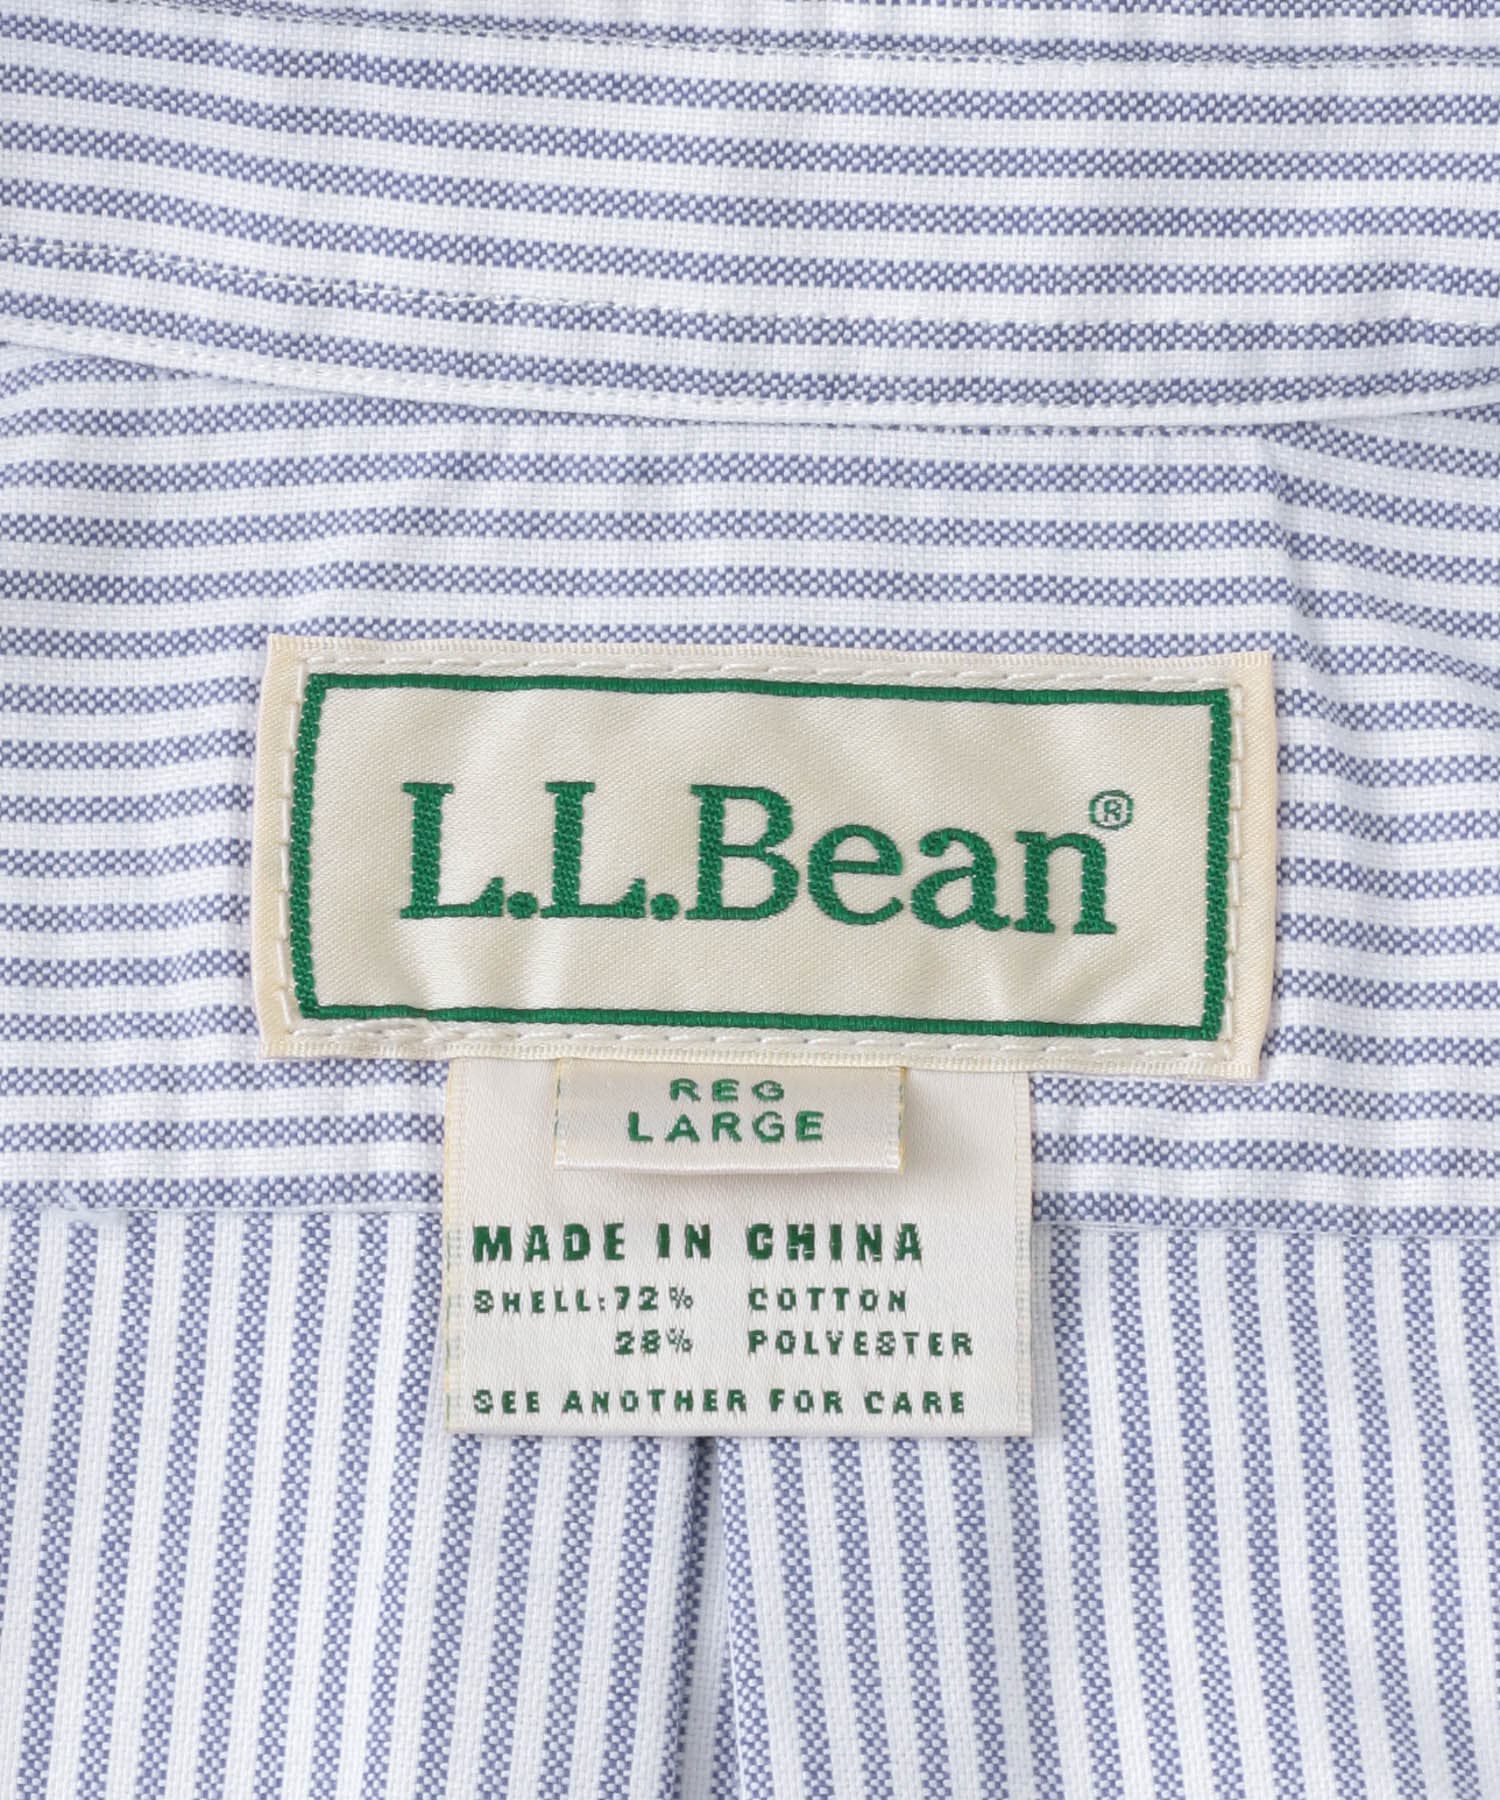 L.L.Bean®
REG
LARGE
MADE IN CHINA
SHELL: 72% COTTON
28% POLYESTER
SEE ANOTHER FOR CARE